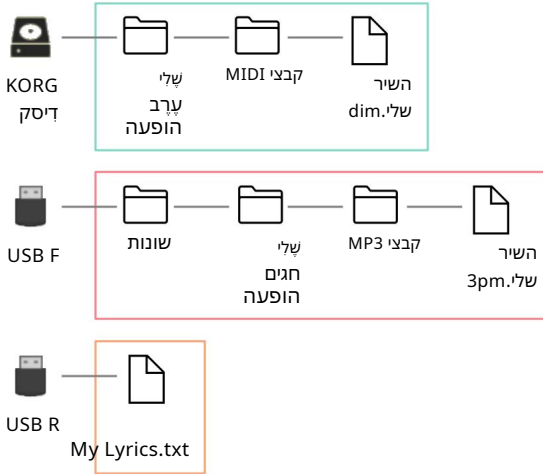 KORG
דִיסק
שֶׁלִי
עֶרֶב
הופעה
קבצי MIDI
השיר
שלי.dim
USB F
שונות
שֶׁלִי
חגים
הופעה
קבצי MP3
השיר
שלי.3pm
USB R
My Lyrics.txt